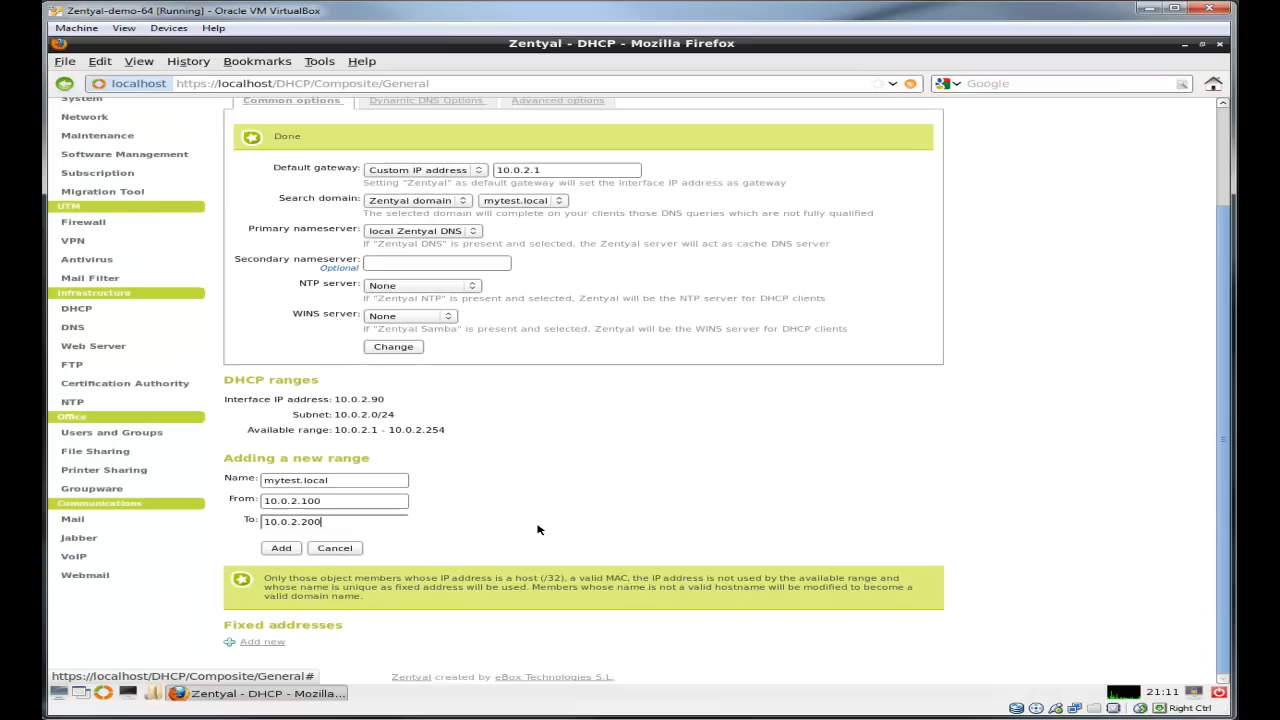 Zentyal-demo-64 [Running] - Oracle VM VirtualBox
Machine View Devices Help
Zentyal - DHCP - Mozilla Firefox
File Edit View History Bookmarks Tools Help
localhost https://localhost/DHCP/Composite/General
Google
System
Network
Maintenance
Software Management
Subscription
Migration Tool
UTM
Firewall
VPN
Antivirus
Mail Filter
Infrastructure
DHCP
DNS
Web Server
FTP
Certification Authority
NTP
Office
Users and Groups
File Sharing
Printer Sharing
Groupware
Communications
Mail
Jabber
VoIP
Webmail
Common options Dynamic DNS Options Advanced options
Done
Default gateway: Custom IP address 10.0.2.1
Setting "Zentyal" as default gateway will set the interface IP address as gateway
Search domain: Zentyal domain mytest.local
The selected domain will complete on your clients those DNS queries which are not fully qualified
Primary nameserver: local Zentyal DNS
If "Zentyal DNS" is present and selected, the Zentyal server will act as cache DNS server
Secondary nameserver:
Optional
NTP server: None
If "Zentyal NTP" is present and selected, Zentyal will be the NTP server for DHCP clients
WINS server: None
If "Zentyal Samba" is present and selected, Zentyal will be the WINS server for DHCP clients
Change
DHCP ranges
Interface IP address: 10.0.2.90
Subnet: 10.0.2.0/24
Available range: 10.0.2.1 - 10.0.2.254
Adding a new range
Name: mytest.local
From: 10.0.2.100
To: 10.0.2.200
Add Cancel
Only those object members whose IP address is a host (/32), a valid MAC, the IP address is not used by the available range and
whose name is unique as fixed address will be used. Members whose name is not a valid hostname will be modified to become a
valid domain name.
Fixed addresses
Add new
https://localhost/DHCP/Composite/General#
Zentyal created by eBox Technologies S.L.
Zentyal - DHCP - Mozilla...
21:11
Right Ctrl